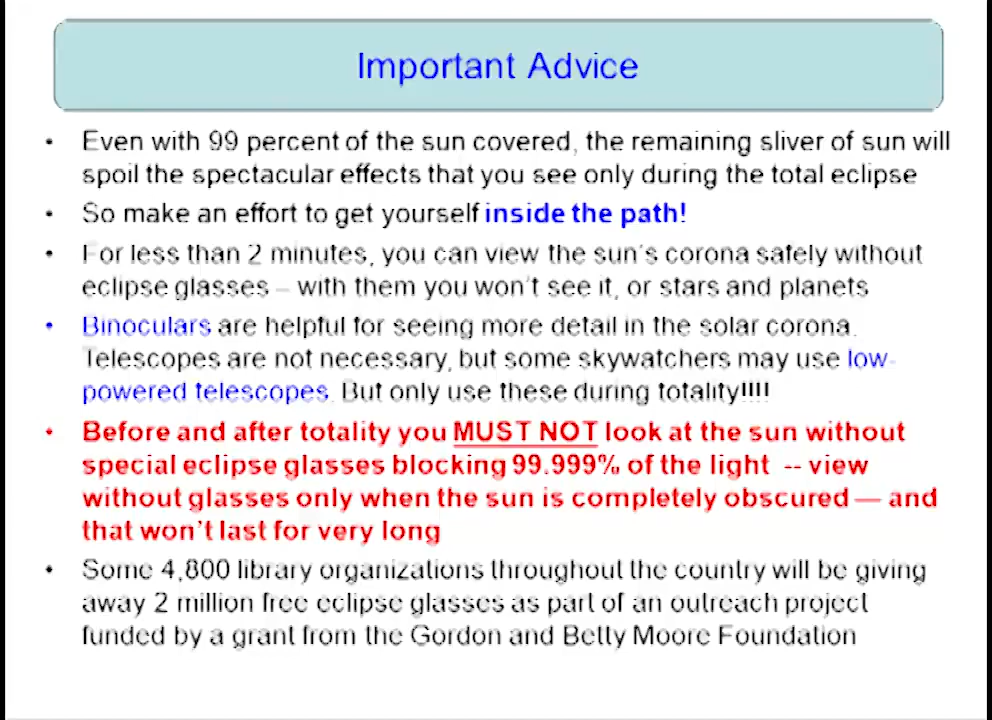 Important Advice
• Even with 99 percent of the sun covered, the remaining sliver of sun will
spoil the spectacular effects that you see only during the total eclipse
• So make an effort to get yourself inside the path!
• For less than 2 minutes, you can view the sun's corona safely without
eclipse glasses – with them you won't see it, or stars and planets
• Binoculars are helpful for seeing more detail in the solar corona.
Telescopes are not necessary, but some skywatchers may use low-
powered telescopes. But only use these during totality!!!!
• Before and after totality you MUST NOT look at the sun without
special eclipse glasses blocking 99.999% of the light -- view
without glasses only when the sun is completely obscured — and
that won't last for very long
• Some 4,800 library organizations throughout the country will be giving
away 2 million free eclipse glasses as part of an outreach project
funded by a grant from the Gordon and Betty Moore Foundation